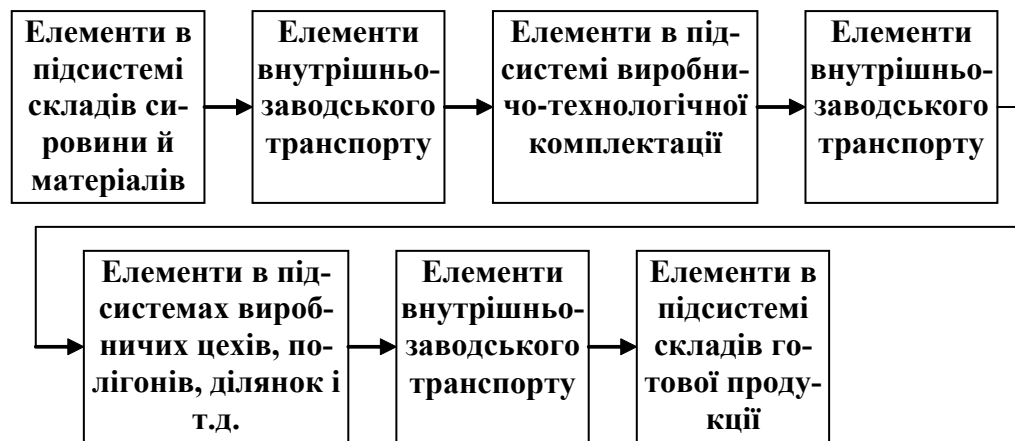 Елементи в
підсистемі
складів си-
ровини й
матеріалів
Елементи
внутрішньо-
заводського
транспорту
Елементи в під-
системі виробни-
чо-технологічної
комплектації
Елементи
внутрішньо-
заводського
транспорту
Елементи в під-
системах вироб-
ничих цехів, по-
лігонів, ділянок і
т.д.
Елементи
внутрішньо-
заводського
транспорту
Елементи в
підсистемі
складів го-
тової проду-
кції